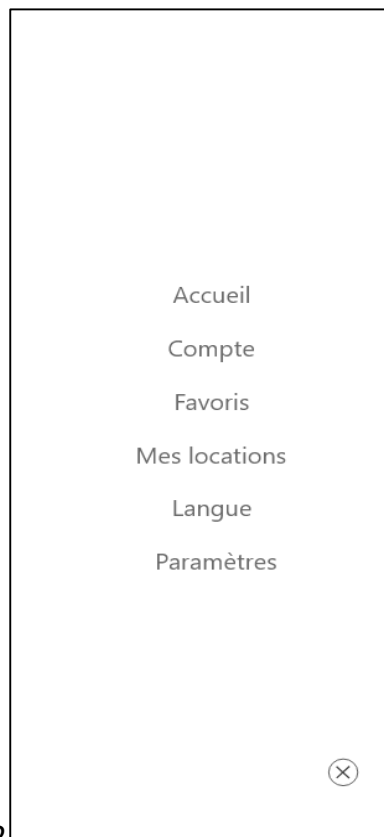 Accueil
Compte
Favoris
Mes locations
Langue
Paramètres